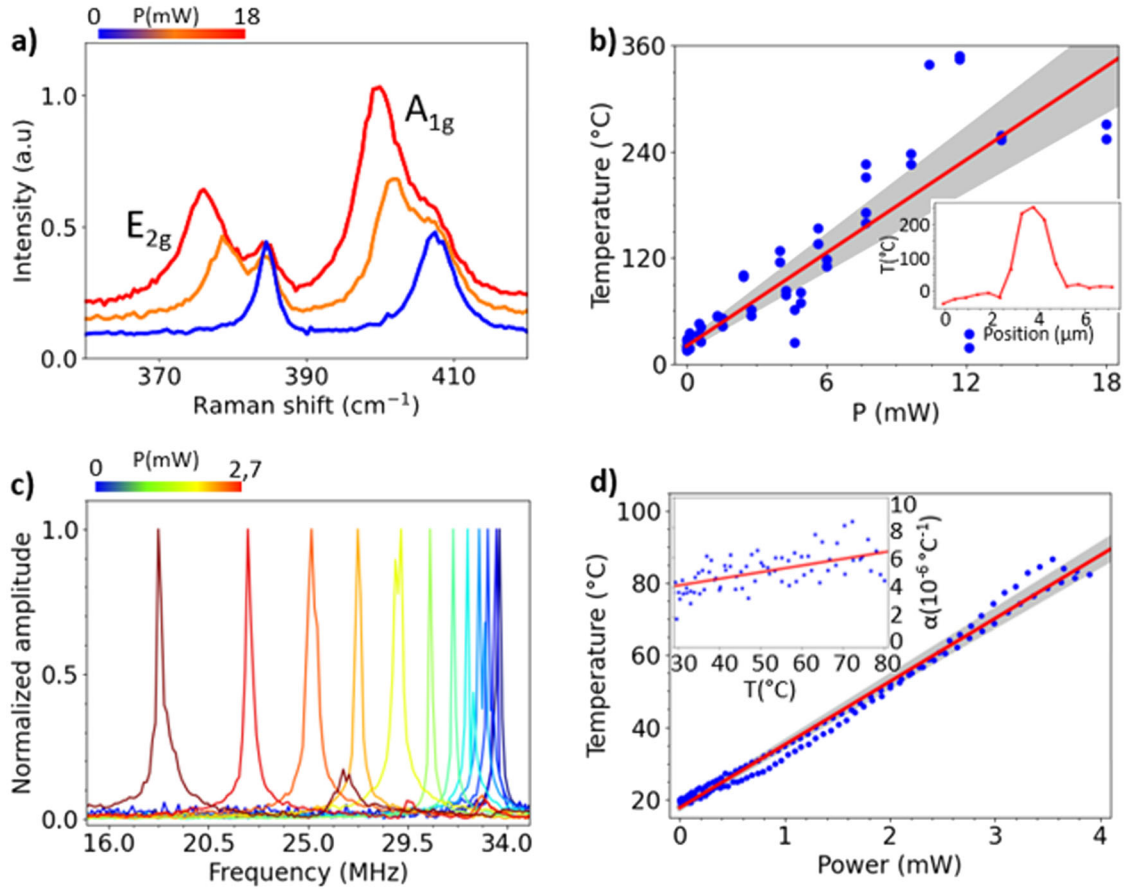 a)
P(mW)
0
18
E2g
A1g
Intensity (a.u)
1.0
0.5
0.0
370
390
410
Raman shift (cm⁻¹)
b)
Temperature (°C)
360
240
120
0
0
6
12
18
P (mW)
T(°C)
200
100
0
0
2
4
6
Position (μm)
c)
P(mW)
0
2,7
Normalized amplitude
1.0
0.5
0.0
16.0
20.5
25.0
29.5
34.0
Frequency (MHz)
d)
Temperature (°C)
100
80
60
40
20
0
1
2
3
4
Power (mW)
10
8
6
4
2
0
α(10⁻⁶ °C⁻¹)
30
40
50
60
70
80
T(°C)